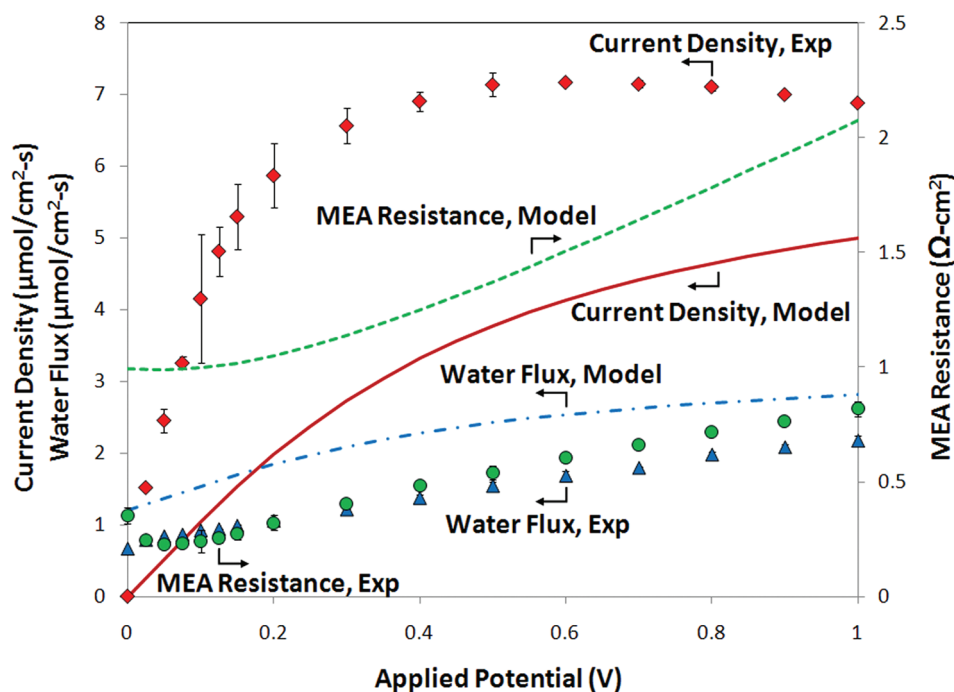 8
7
6
5
4
3
2
1
0
2.5
2
1.5
1
0.5
0
0
0.2
0.4
0.6
0.8
1
Current Density (μmol/cm²-s)
Water Flux (μmol/cm²-s)
MEA Resistance (Ω-cm²)
Applied Potential (V)
Current Density, Exp
MEA Resistance, Model
Current Density, Model
Water Flux, Model
Water Flux, Exp
MEA Resistance, Exp